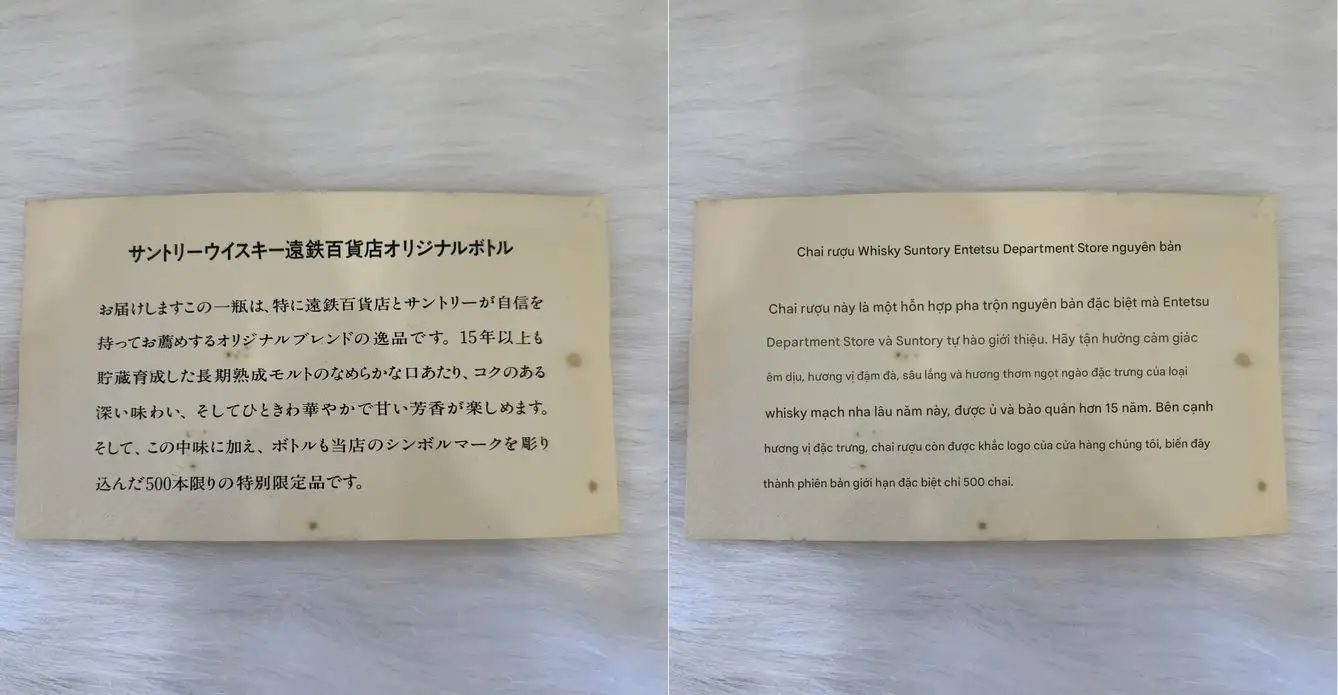 サントリーウイスキー遠鉄百貨店オリジナルボトル
お届けしますこの一瓶は、特に遠鉄百貨店とサントリーが自信を
持ってお薦めするオリジナルブレンドの逸品です。15年以上も
貯蔵育成した長期熟成モルトのなめらかな口あたり、コクのある
深い味わい、そしてひときわ華やかで甘い芳香が楽しめます。
そして、この中味に加え、ボトルも当店のシンボルマークを彫り
込んだ500本限りの特別限定品です。
Chai rượu Whisky Suntory Entetsu Department Store nguyên bản
Chai rượu này là một hỗn hợp pha trộn nguyên bản đặc biệt mà Entetsu
Department Store và Suntory tự hào giới thiệu. Hãy tận hưởng cảm giác
êm dịu, hương vị đậm đà, sâu lắng và hương thơm ngọt ngào đặc trưng của loại
whisky mạch nha lâu năm này, được ủ và bảo quản hơn 15 năm. Bên cạnh
hương vị đặc trưng, chai rượu còn được khắc logo của cửa hàng chúng tôi, biến đây
thành phiên bản giới hạn đặc biệt chỉ 500 chai.